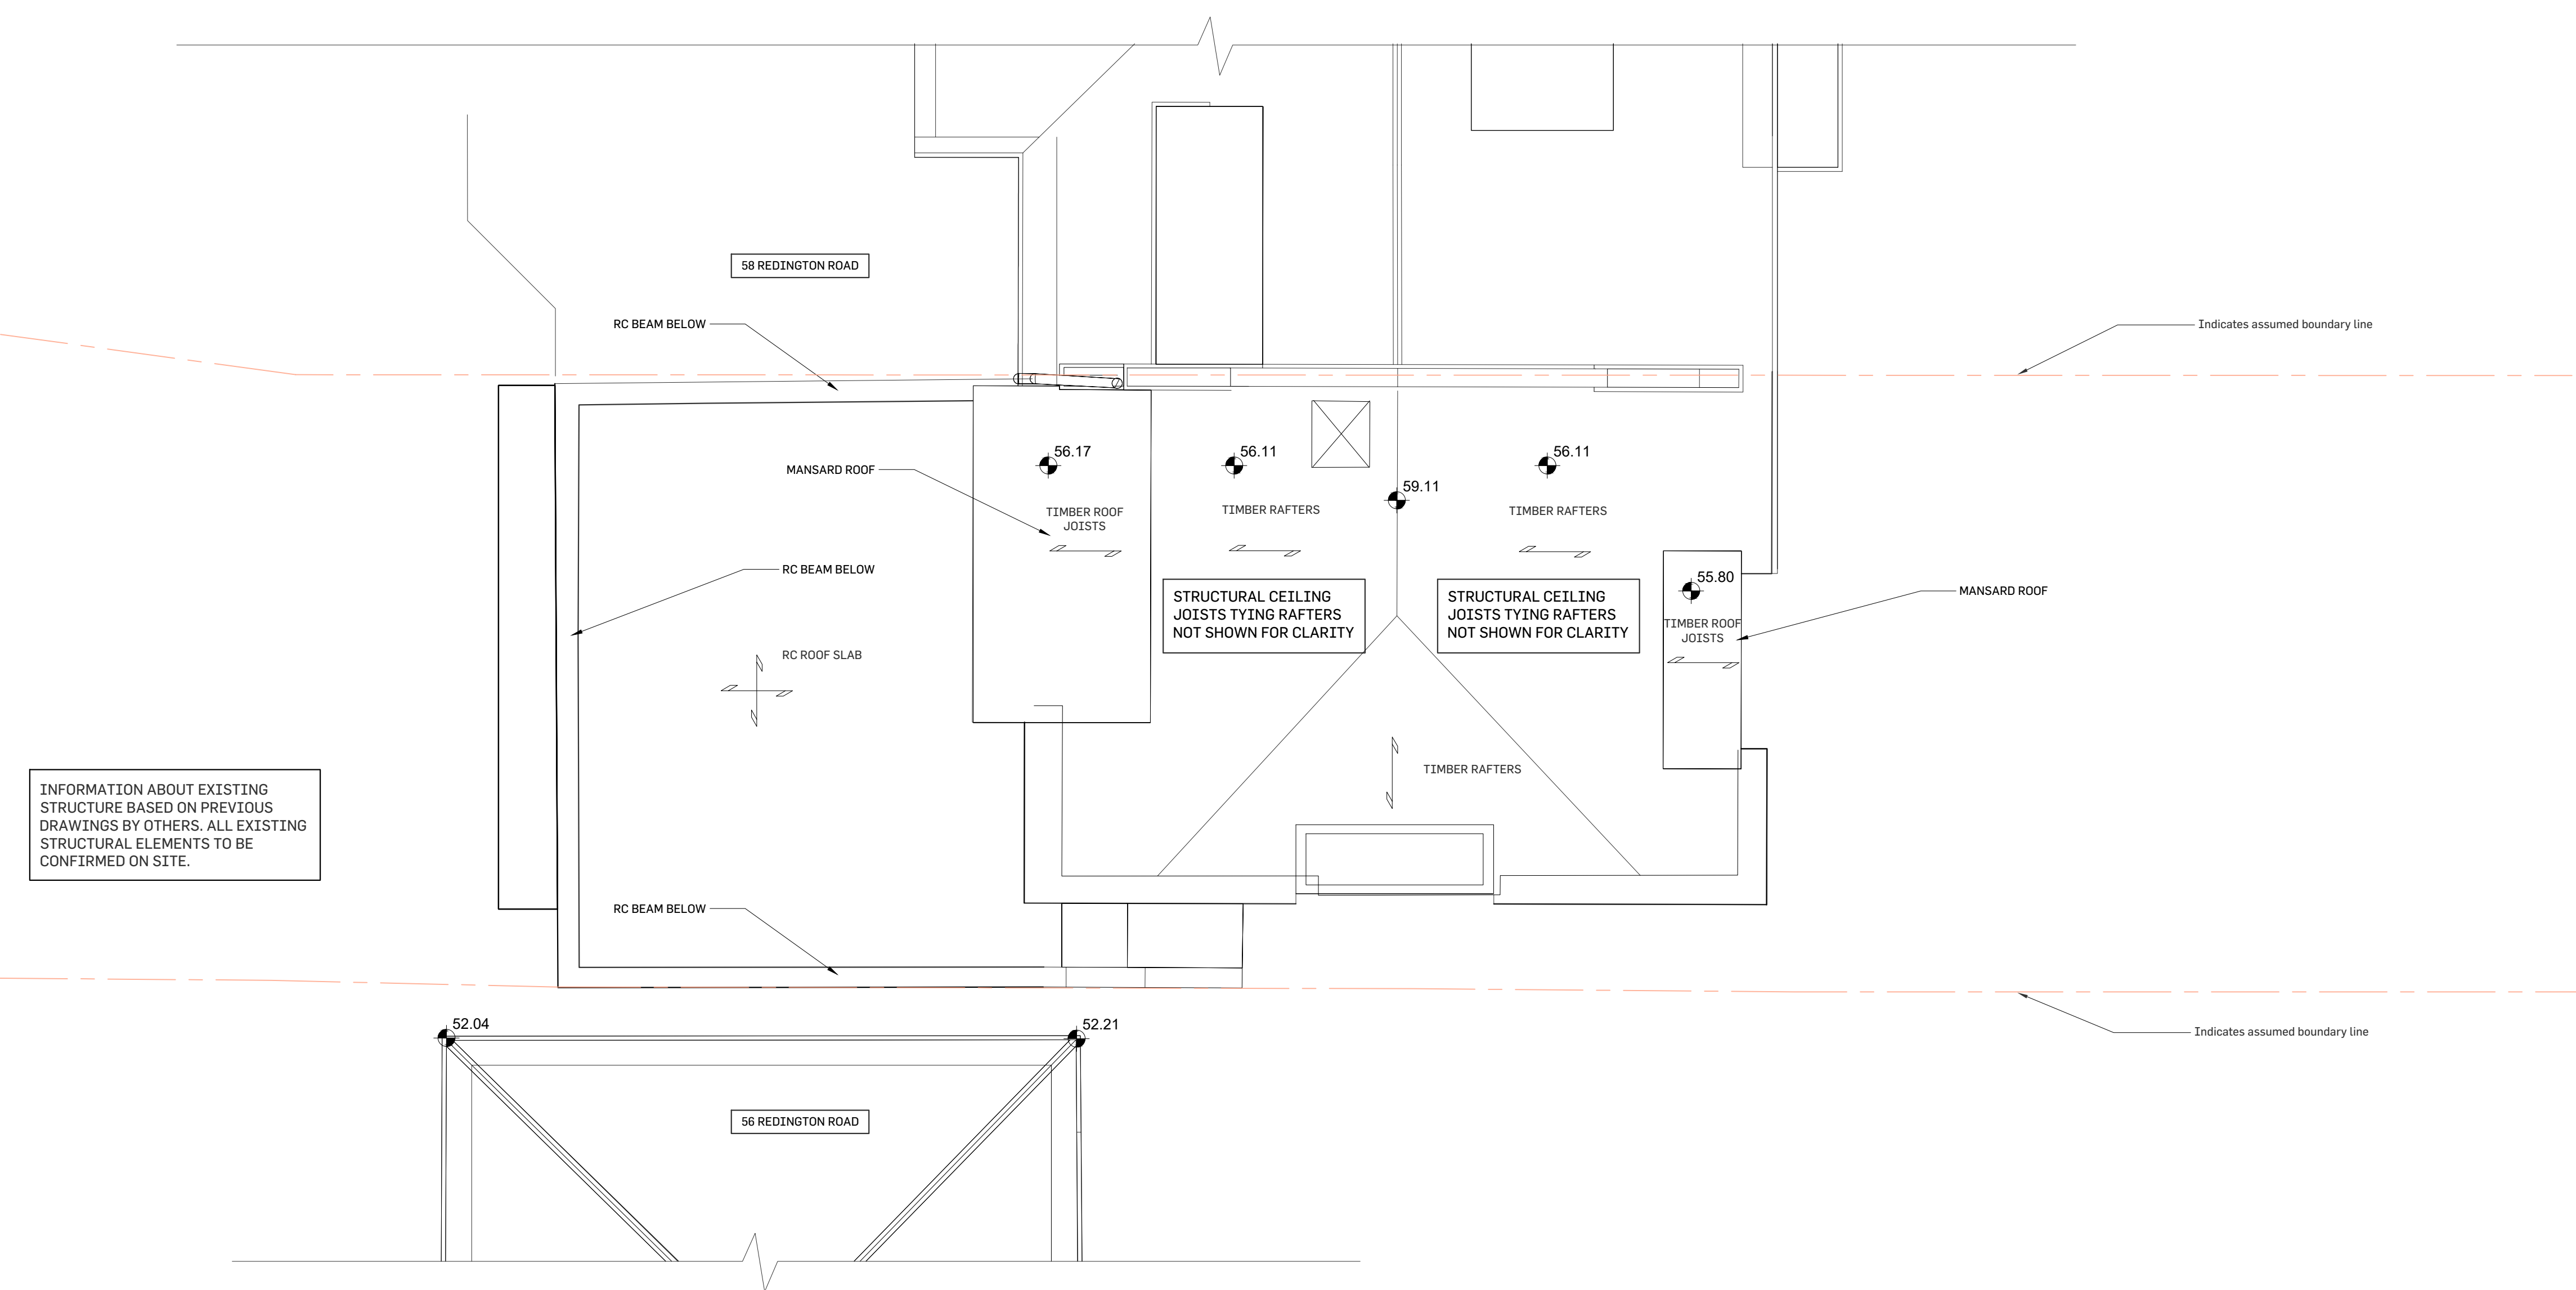 58 REDINGTON ROAD
RC BEAM BELOW
Indicates assumed boundary line
56.17
56.11
56.11
MANSARD ROOF
59.11
TIMBER ROOF
JOISTS
TIMBER RAFTERS
TIMBER RAFTERS
RC BEAM BELOW
55.80
MANSARD ROOF
STRUCTURAL CEILING
JOISTS TYING RAFTERS
NOT SHOWN FOR CLARITY
STRUCTURAL CEILING
JOISTS TYING RAFTERS
NOT SHOWN FOR CLARITY
TIMBER ROOF
JOISTS
RC ROOF SLAB
TIMBER RAFTERS
INFORMATION ABOUT EXISTING
STRUCTURE BASED ON PREVIOUS
DRAWINGS BY OTHERS. ALL EXISTING
STRUCTURAL ELEMENTS TO BE
CONFIRMED ON SITE.
RC BEAM BELOW
52.04
52.21
Indicates assumed boundary line
56 REDINGTON ROAD